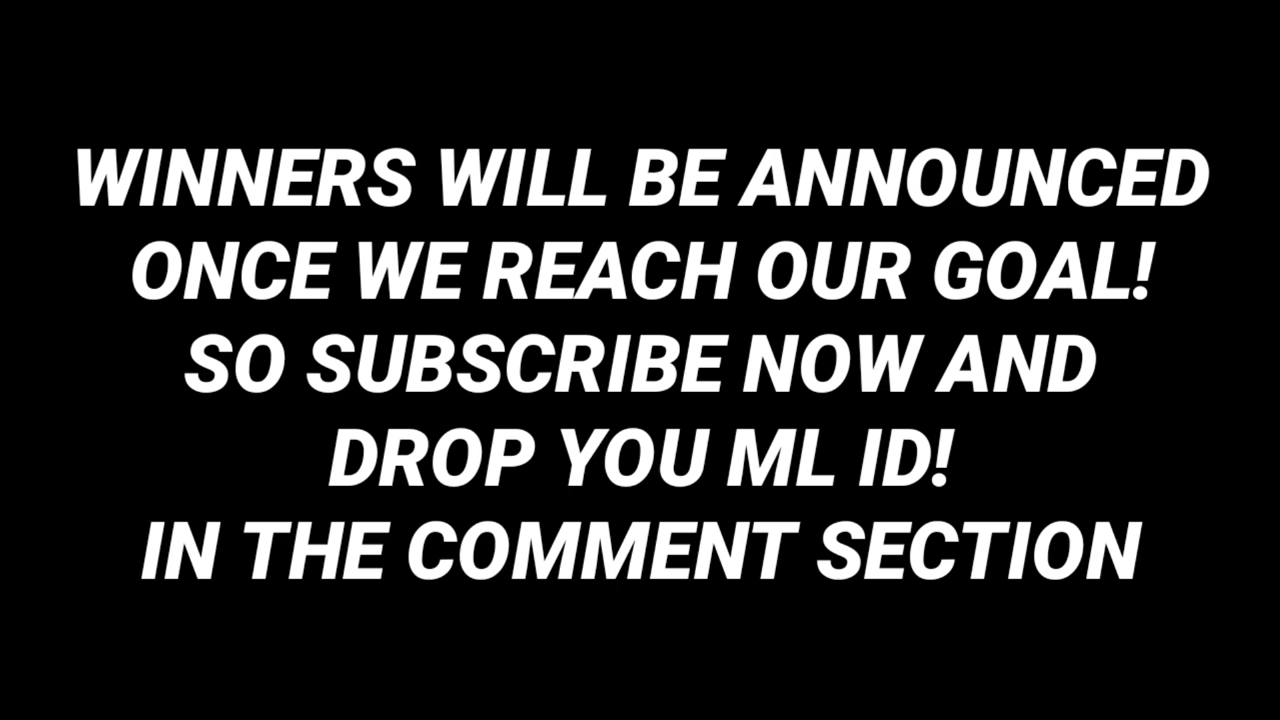 WINNERS WILL BE ANNOUNCED
ONCE WE REACH OUR GOAL!
SO SUBSCRIBE NOW AND
DROP YOU ML ID!
IN THE COMMENT SECTION